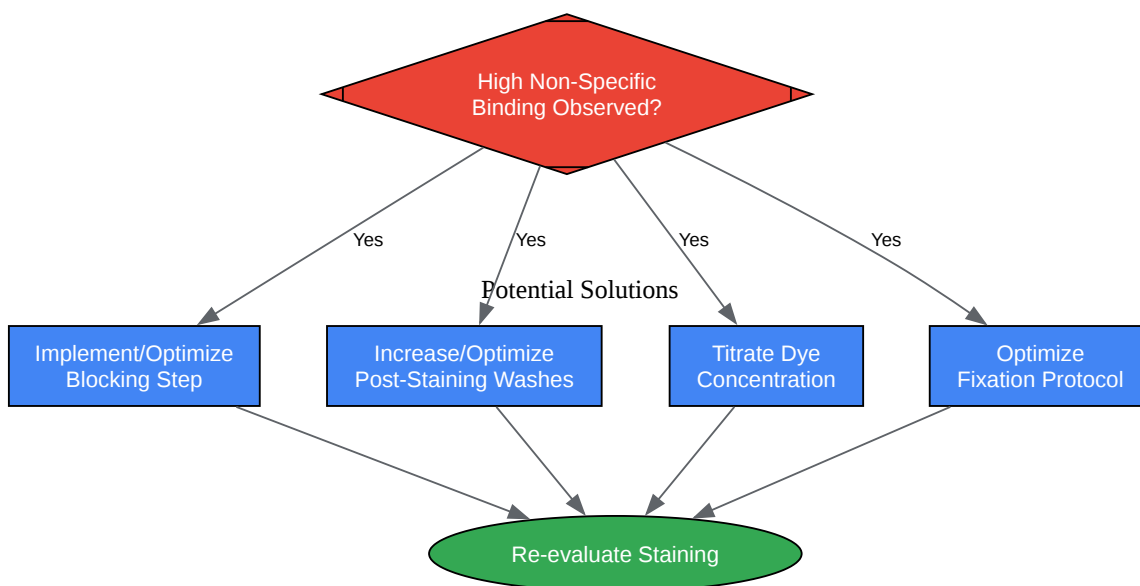 High Non-Specific
Binding Observed?
Yes
Yes
Yes
Yes
Potential Solutions
Implement/Optimize
Blocking Step
Increase/Optimize
Post-Staining Washes
Titrate Dye
Concentration
Optimize
Fixation Protocol
Re-evaluate Staining